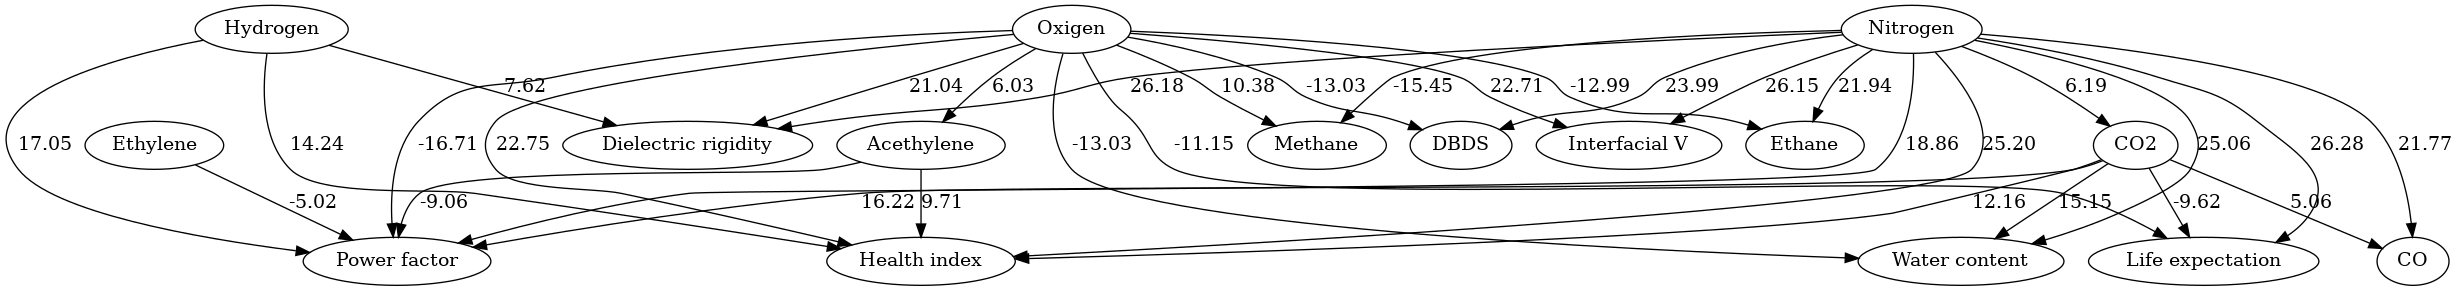 Hydrogen
Oxigen
Nitrogen
7.62
21.04
6.03
26.18
10.38
-13.03
-15.45
22.71
23.99
-12.99
26.15
21.94
6.19
17.05
Ethylene
14.24
-16.71
22.75
Dielectric rigidity
Acethylene
-13.03
-11.15
Methane
DBDS
Interfacial V
Ethane
18.86
25.20
CO2
25.06
26.28
21.77
-5.02
-9.06
16.22
9.71
12.16
15.15
-9.62
5.06
Power factor
Health index
Water content
Life expectation
CO